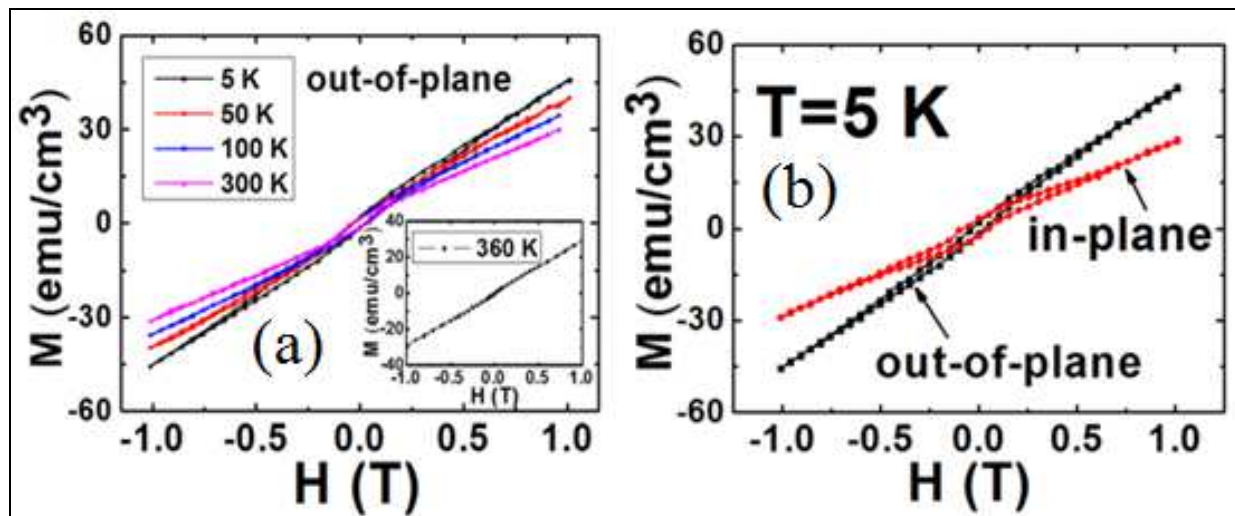 60
30
0
-30
-60
M (emu/cm³)
5 K
50 K
100 K
300 K
out-of-plane
(a)
40
20
0
-20
-40
M (emu/cm³)
360 K
-1.0 -0.5 0.0 0.5 1.0
H (T)
-1.0 -0.5 0.0 0.5 1.0
H (T)
60
30
0
-30
-60
M (emu/cm³)
T=5 K
(b)
in-plane
out-of-plane
-1.0 -0.5 0.0 0.5 1.0
H (T)